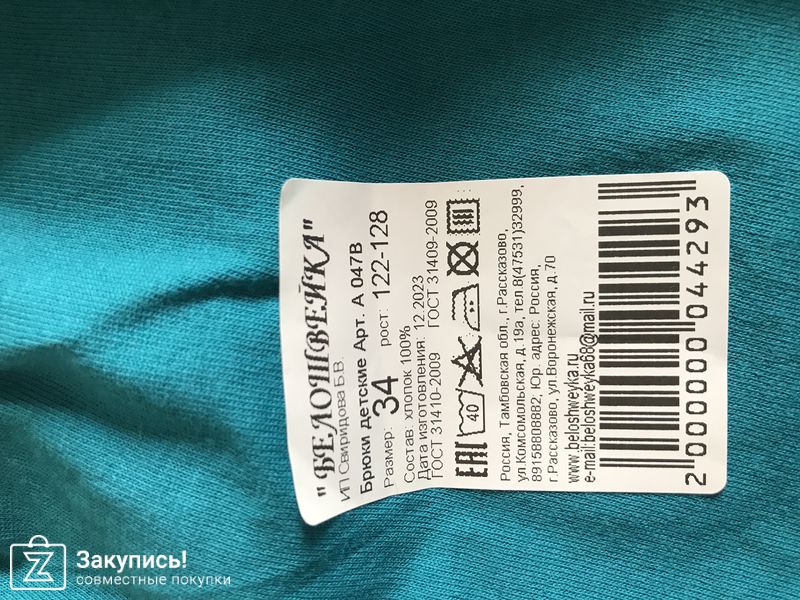 "БЕЛОШВЕЙКА"
ИП Свиридова Б.В.
Брюки детские Арт. А 047В
Размер: 34 рост: 122-128
Состав: хлопок 100%
Дата изготовления: 12.2023
ГОСТ 31410-2009 ГОСТ 31409-2009
EAC 40
Россия, Тамбовская обл., г.Рассказово,
ул.Комсомольская, д.19а, тел.8(47531)32999,
89158808882, Юр. адрес: Россия,
г.Рассказово, ул.Воронежская, д.70
www.beloshweyka.ru
e-mail:beloshweyka68@mail.ru
2000000044293
Закупись!
совместные покупки